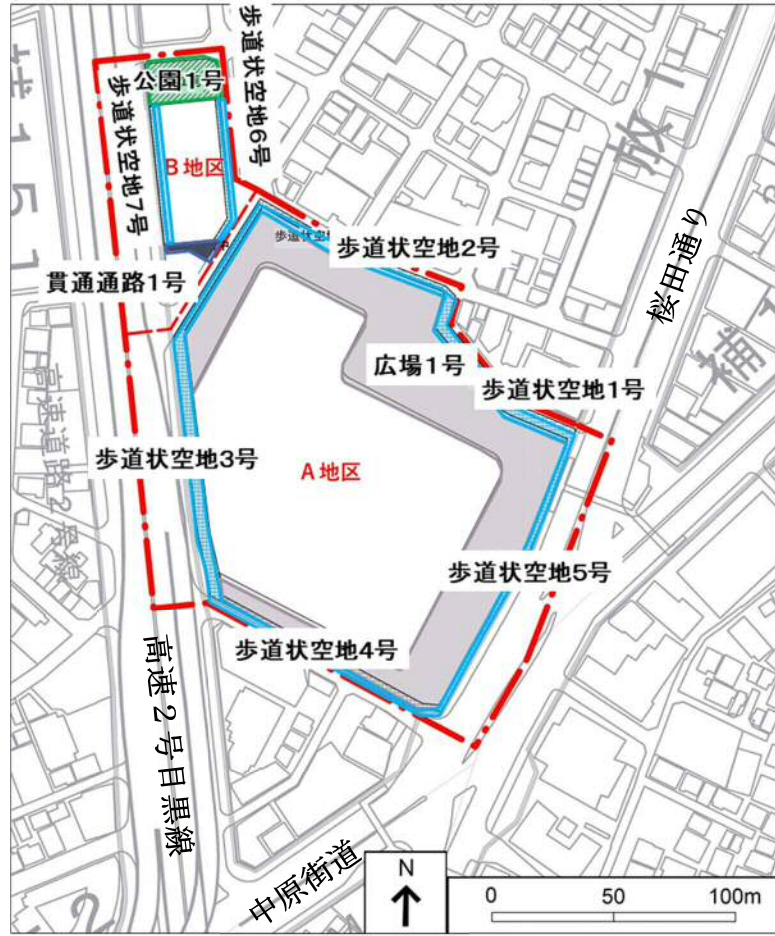 歩道状空地6号
公園1号
歩道状空地7号
B地区
歩道状空地2号
貫通通路1号
桜田通り
広場1号
歩道状空地1号
補
高速道路2号線
歩道状空地3号
A地区
歩道状空地5号
歩道状空地4号
高速2号目黒線
中原街道
N
0 50 100m